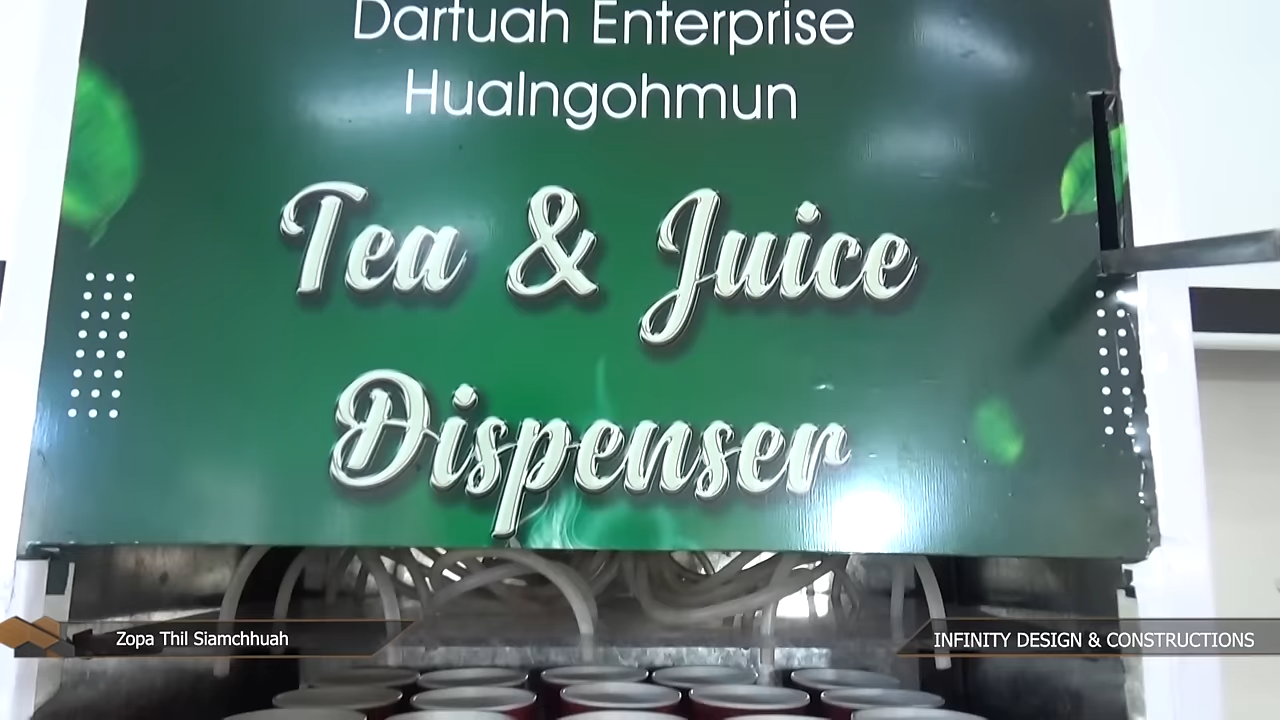 Dartuah Enterprise
Hualngohmun
Tea & Juice
Dispenser
Zopa Thil Siamchhuah
INFINITY DESIGN & CONSTRUCTIONS